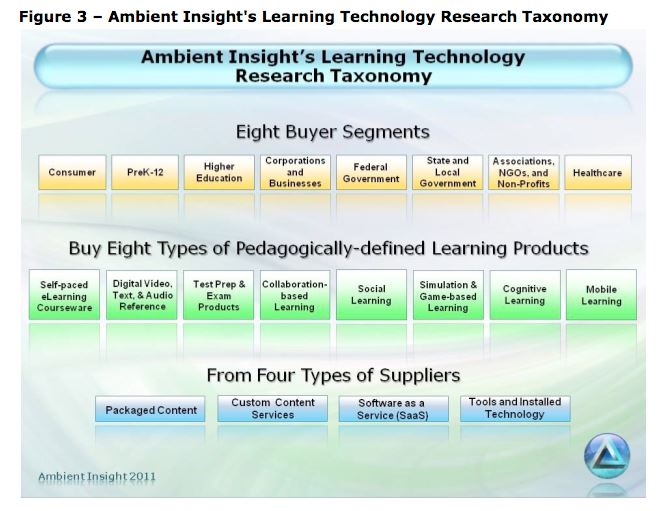 Figure 3 – Ambient Insight's Learning Technology Research Taxonomy
Ambient Insight's Learning Technology
Research Taxonomy
Eight Buyer Segments
Consumer
PreK-12
Higher
Education
Corporations
and
Businesses
Federal
Government
State and
Local
Government
Associations,
NGOs, and
Non-Profits
Healthcare
Buy Eight Types of Pedagogically-defined Learning Products
Self-paced
eLearning
Courseware
Digital Video,
Text, & Audio
Reference
Test Prep &
Exam
Products
Collaboration-
based
Learning
Social
Learning
Simulation &
Game-based
Learning
Cognitive
Learning
Mobile
Learning
From Four Types of Suppliers
Packaged Content
Custom Content
Services
Software as a
Service (SaaS)
Tools and Installed
Technology
Ambient Insight 2011